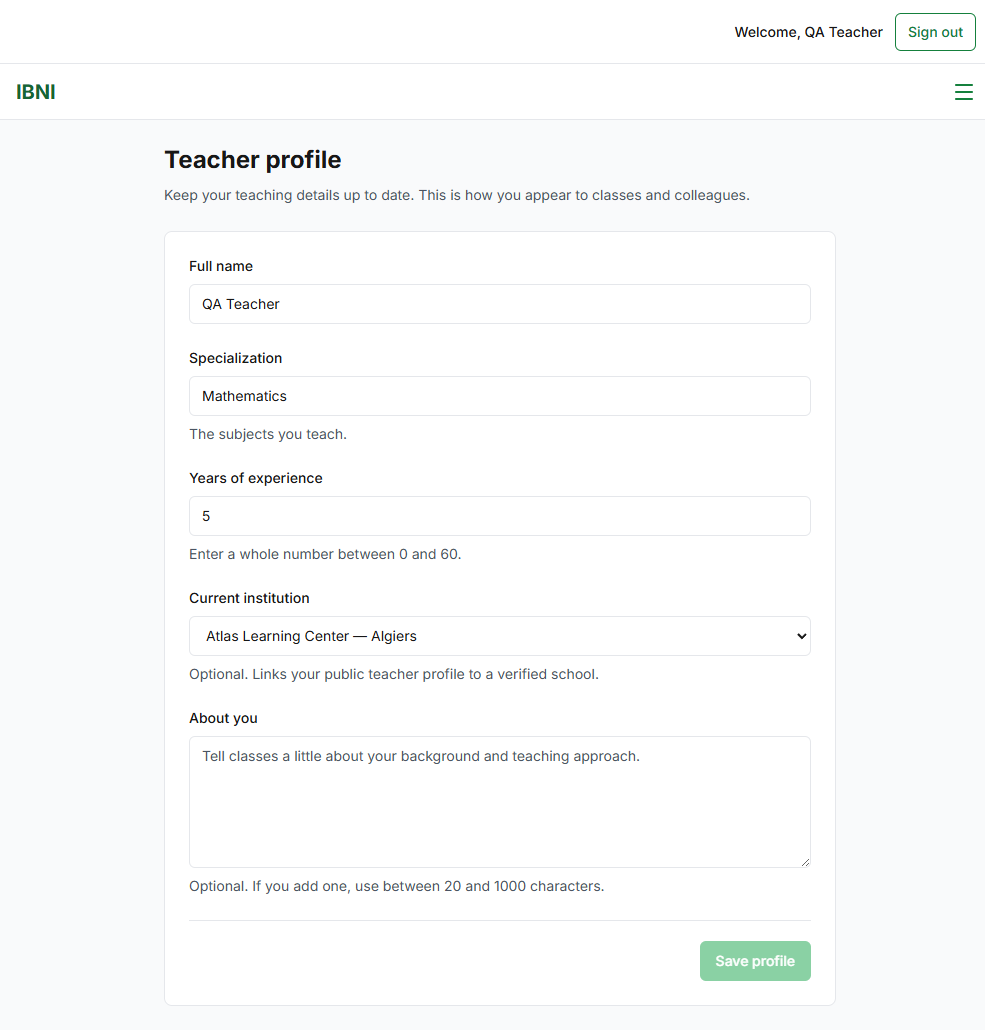 Welcome, QA Teacher
Sign out
IBNI
Teacher profile
Keep your teaching details up to date. This is how you appear to classes and colleagues.
Full name
QA Teacher
Specialization
Mathematics
The subjects you teach.
Years of experience
5
Enter a whole number between 0 and 60.
Current institution
Atlas Learning Center — Algiers
Optional. Links your public teacher profile to a verified school.
About you
Tell classes a little about your background and teaching approach.
Optional. If you add one, use between 20 and 1000 characters.
Save profile